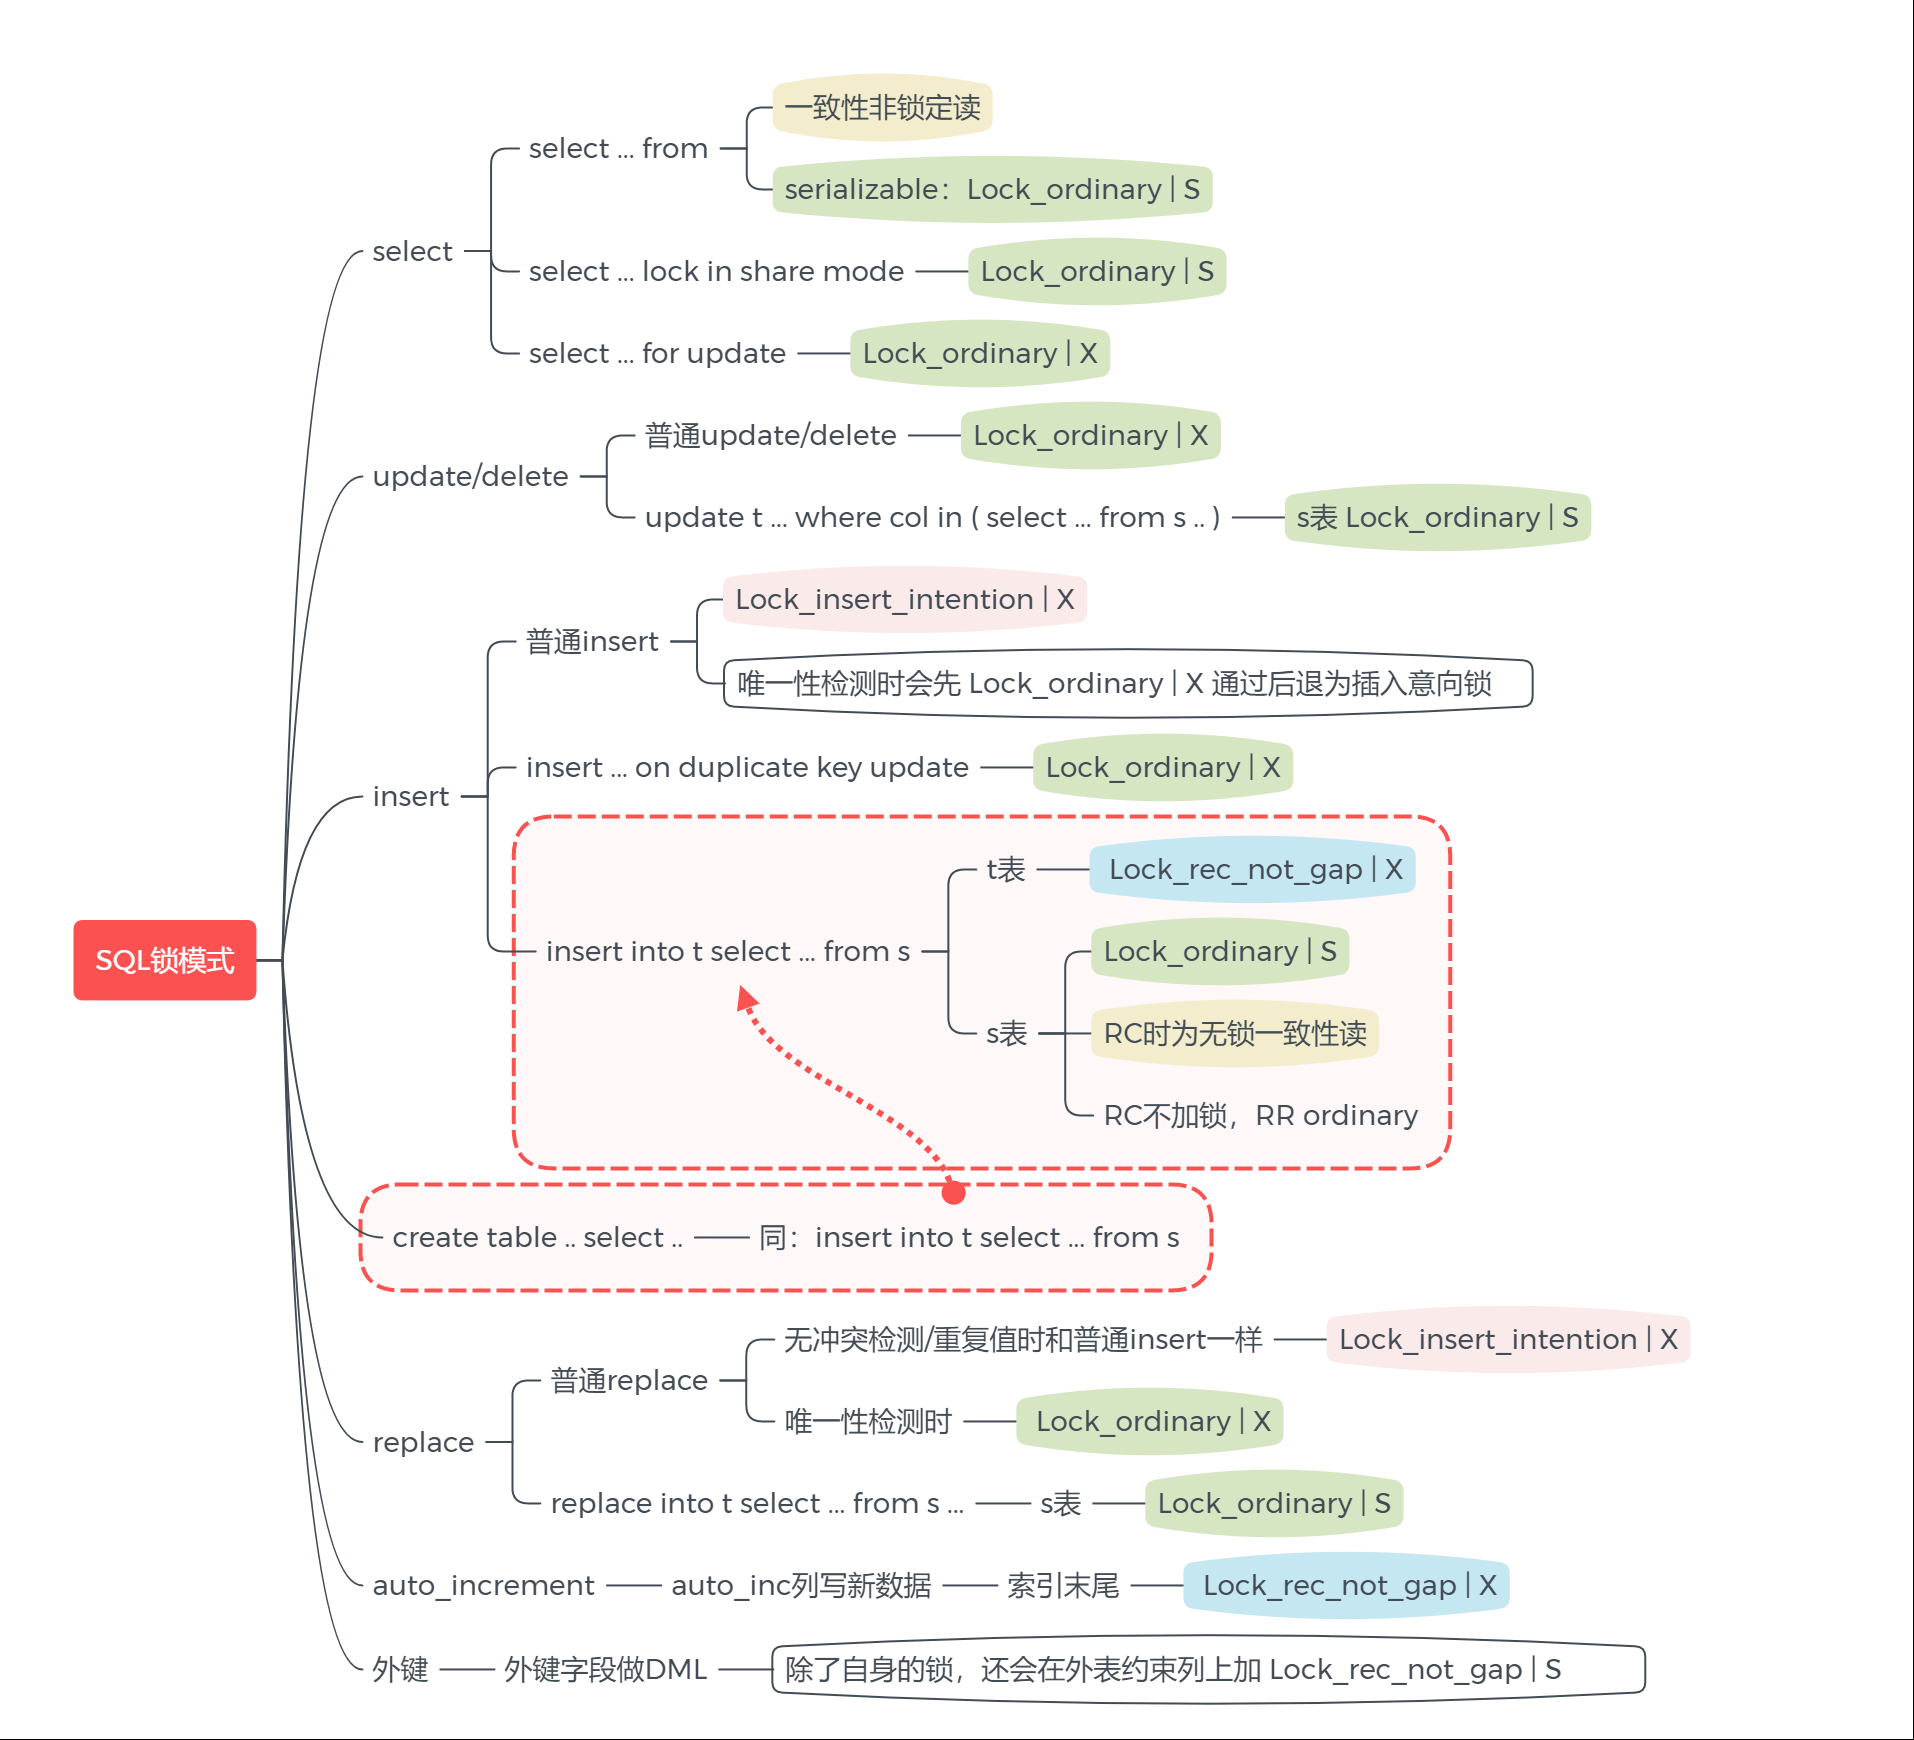 SQL锁模式
select
select ... from
一致性非锁定读
serializable：Lock_ordinary | S
select ... lock in share mode
Lock_ordinary | S
select ... for update
Lock_ordinary | X
update/delete
普通update/delete
Lock_ordinary | X
update t ... where col in ( select ... from s .. )
s表 Lock_ordinary | S
insert
普通insert
Lock_insert_intention | X
唯一性检测时会先 Lock_ordinary | X 通过后退为插入意向锁
insert ... on duplicate key update
Lock_ordinary | X
insert into t select ... from s
t表
Lock_rec_not_gap | X
s表
Lock_ordinary | S
RC时为无锁一致性读
RC不加锁，RR ordinary
create table .. select ..
同：insert into t select ... from s
replace
普通replace
无冲突检测/重复值时和普通insert一样
Lock_insert_intention | X
唯一性检测时
Lock_ordinary | X
replace into t select ... from s ...
s表
Lock_ordinary | S
auto_increment
auto_inc列写新数据
索引末尾
Lock_rec_not_gap | X
外键
外键字段做DML
除了自身的锁，还会在外表约束列上加 Lock_rec_not_gap | S